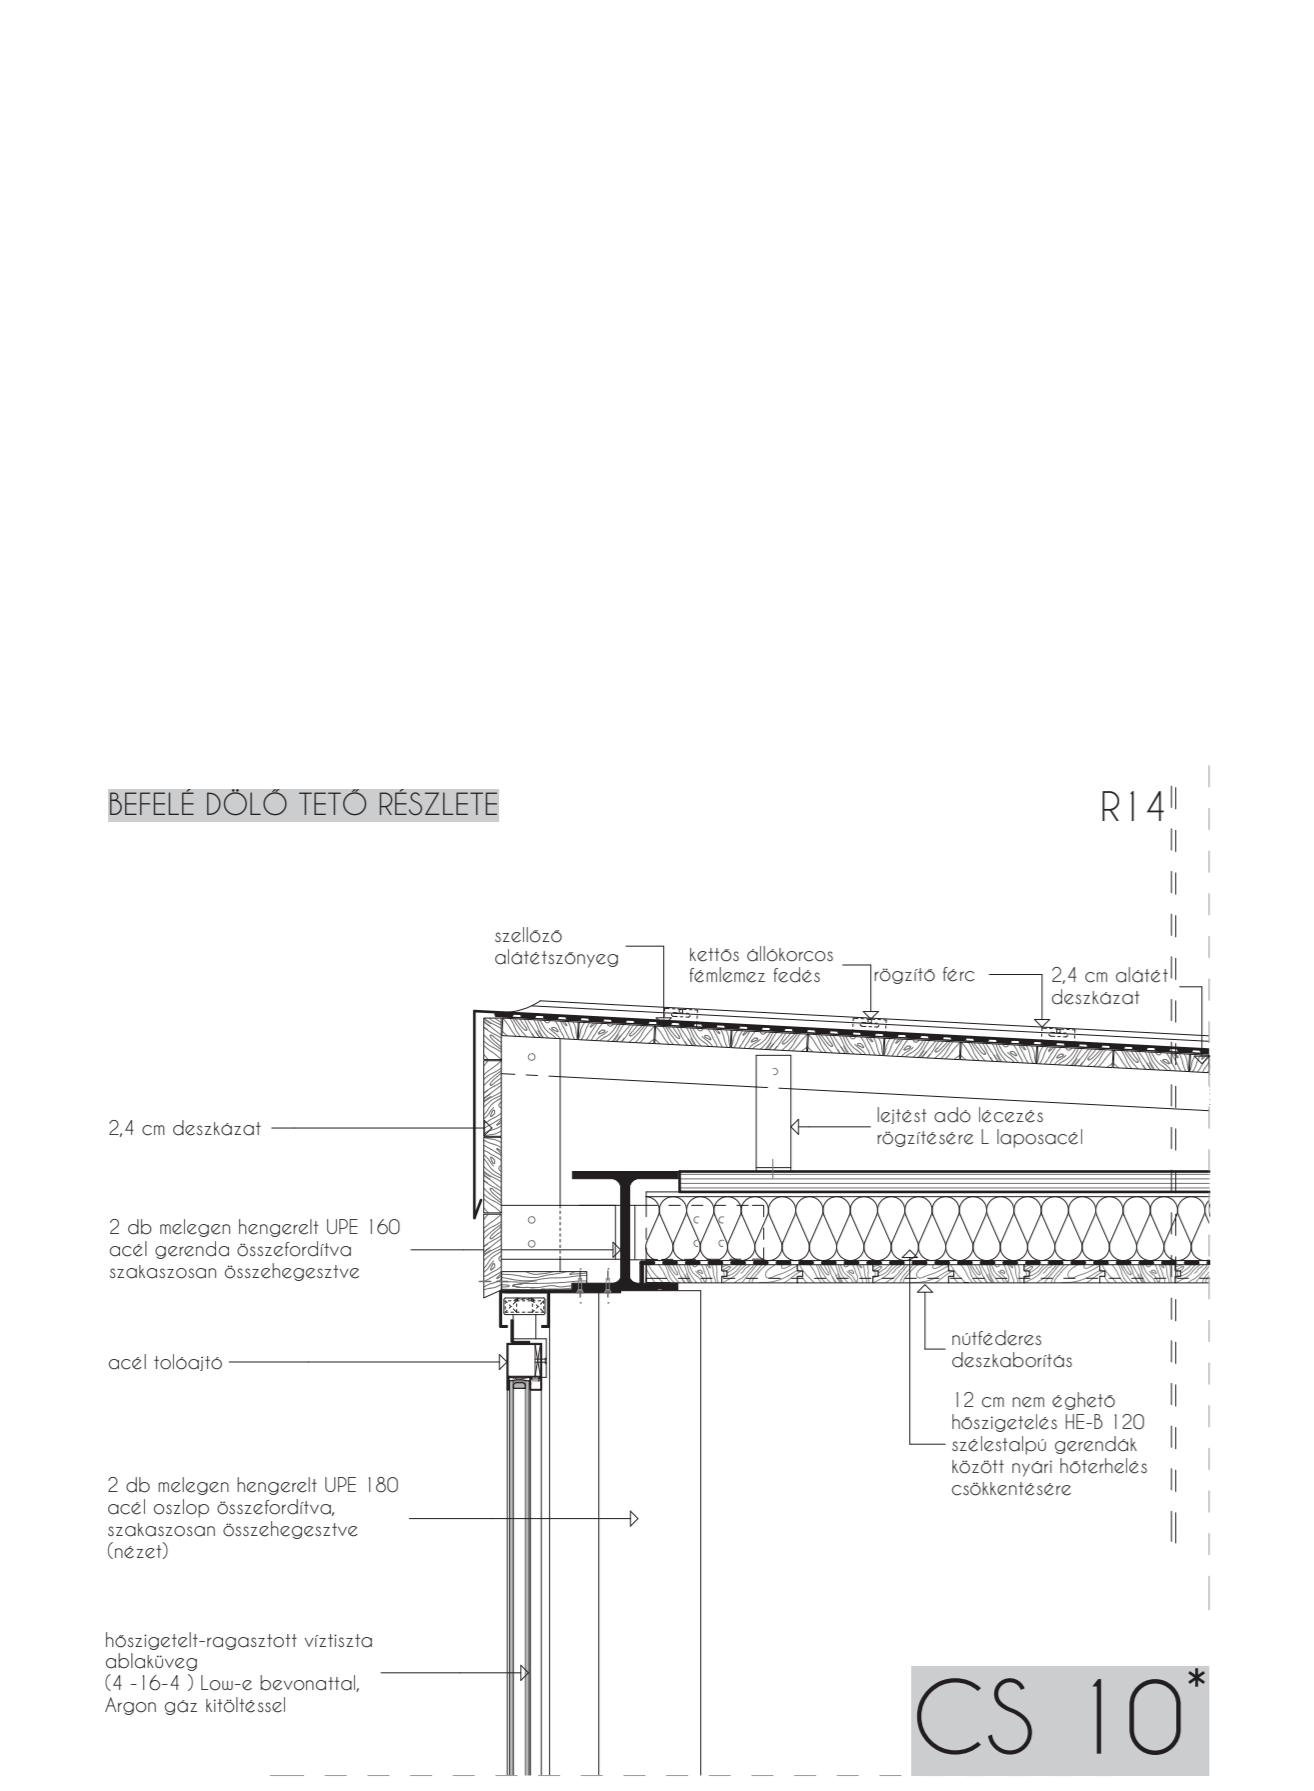 BEFELÉ DÖLŐ TETŐ RÉSZLETE
R14
szellőző
alátétszőnyeg
kettős állókorcos
fémlemez fedés
rögzítő férc
2,4 cm alátét
deszkázat
2,4 cm deszkázat
lejtést adó lécezés
rögzítésére L laposacél
2 db melegen hengerelt UPE 160
acél gerenda összefordítva
szakaszosan összehegesztve
acél tolóajtó
nútféderes
deszkaborítás
12 cm nem éghető
hőszigetelés HE-B 120
szélestalpú gerendák
között nyári hőterhelés
csökkentésére
2 db melegen hengerelt UPE 180
acél oszlop összefordítva,
szakaszosan összehegesztve
(nézet)
hőszigetelt-ragasztott víztiszta
ablaküveg
(4 -16-4 ) Low-e bevonattal,
Argon gáz kitöltéssel
CS 10*